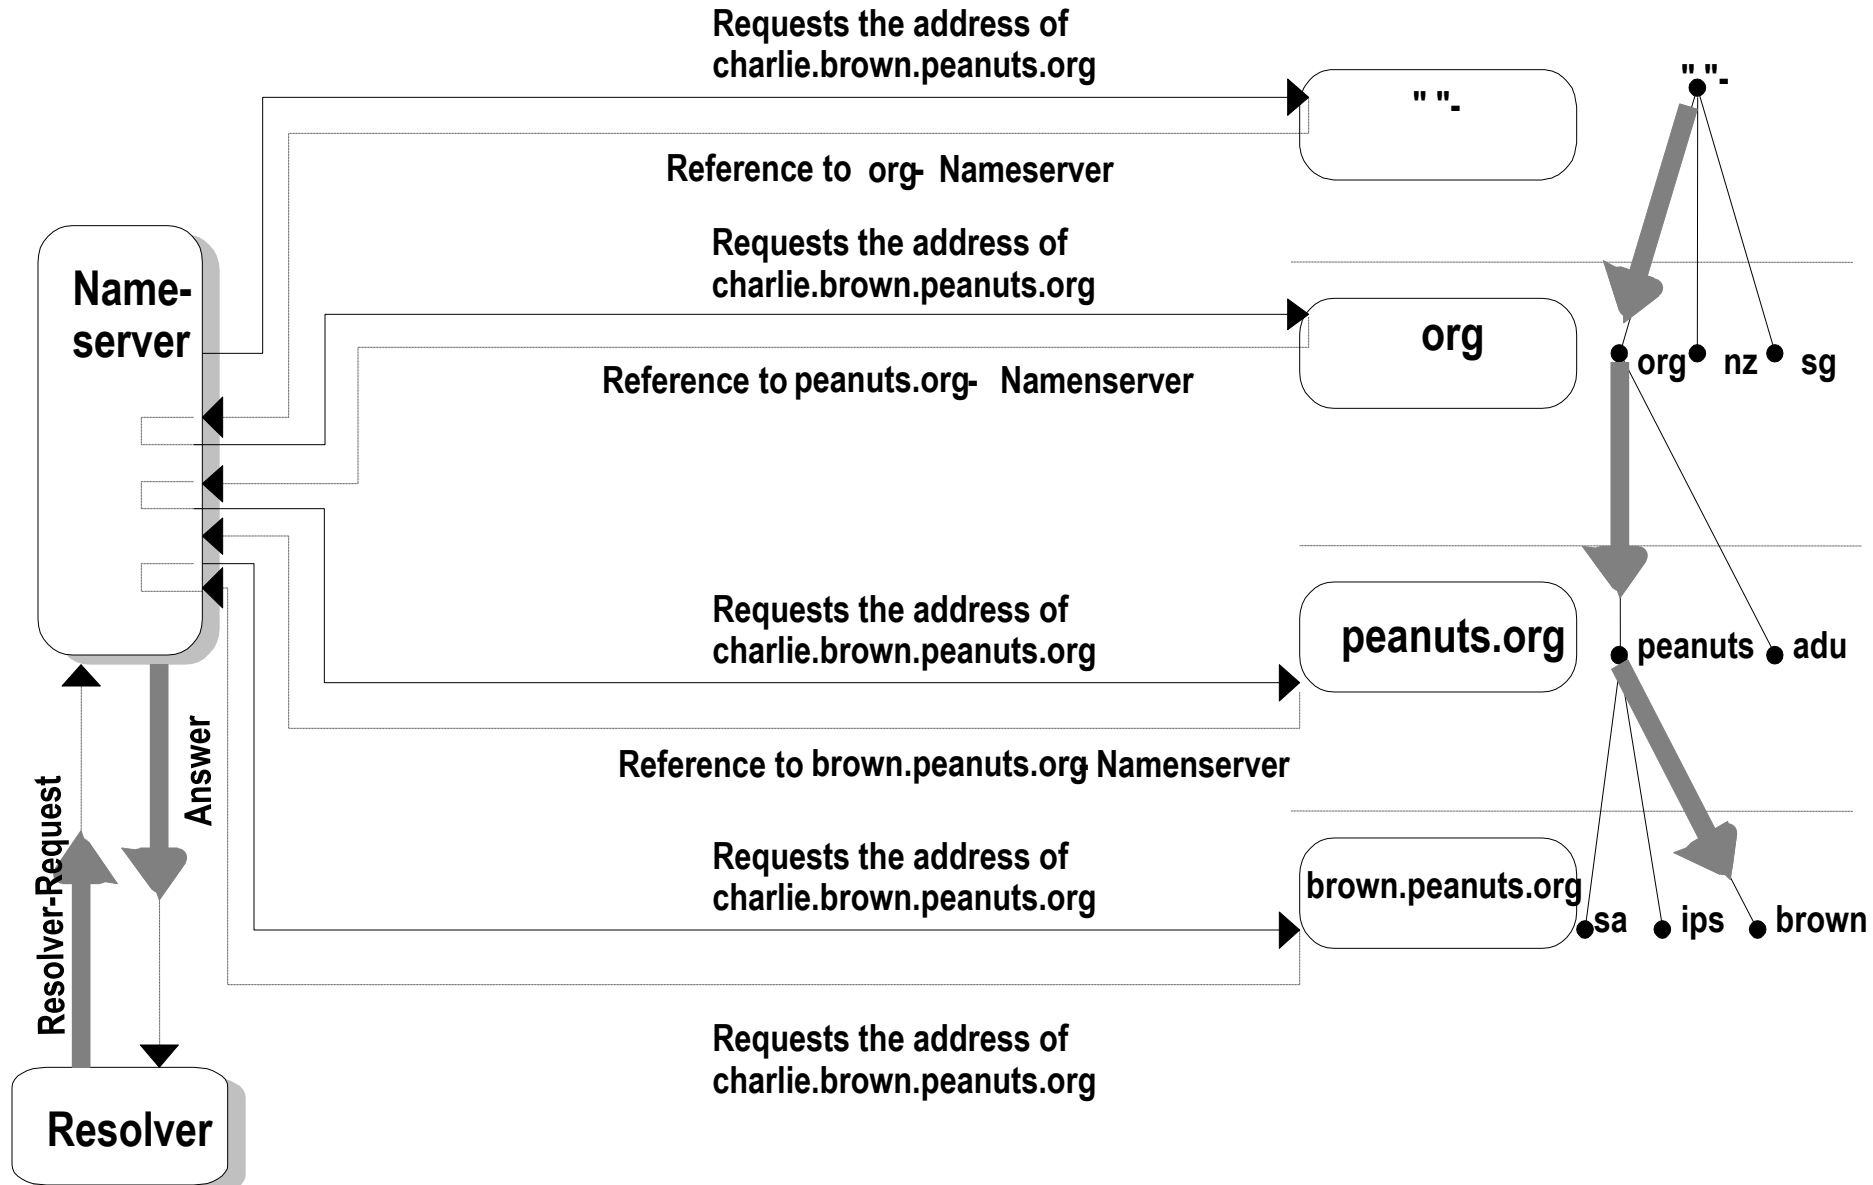 Requests the address of
charlie.brown.peanuts.org
" "-
" "-
Reference to org- Nameserver
Requests the address of
charlie.brown.peanuts.org
Name-
server
org
org nz sg
Reference to peanuts.org- Namenserver
Requests the address of
charlie.brown.peanuts.org
peanuts.org
peanuts adu
Reference to brown.peanuts.org- Namenserver
Answer
Resolver-Request
Requests the address of
charlie.brown.peanuts.org
brown.peanuts.org
sa ips brown
Requests the address of
charlie.brown.peanuts.org
Resolver